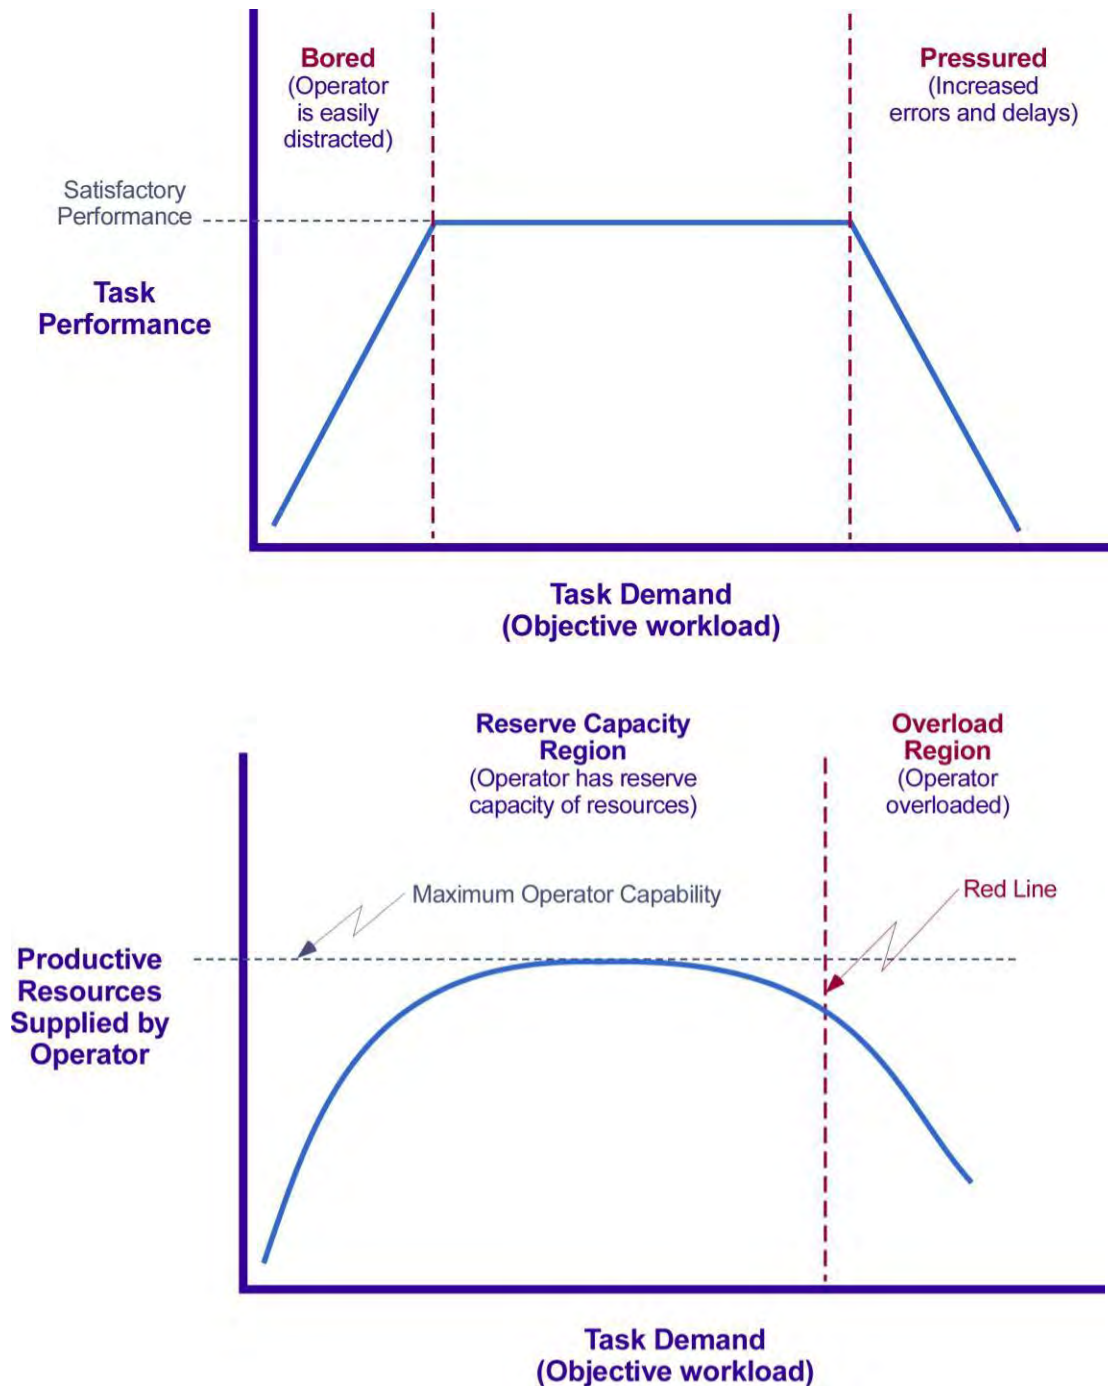 Bored
(Operator
is easily
distracted)
Pressured
(Increased
errors and delays)
Satisfactory
Performance
Task
Performance
Task Demand
(Objective workload)
Reserve Capacity
Region
(Operator has reserve
capacity of resources)
Overload
Region
(Operator
overloaded)
Maximum Operator Capability
Red Line
Productive
Resources
Supplied by
Operator
Task Demand
(Objective workload)